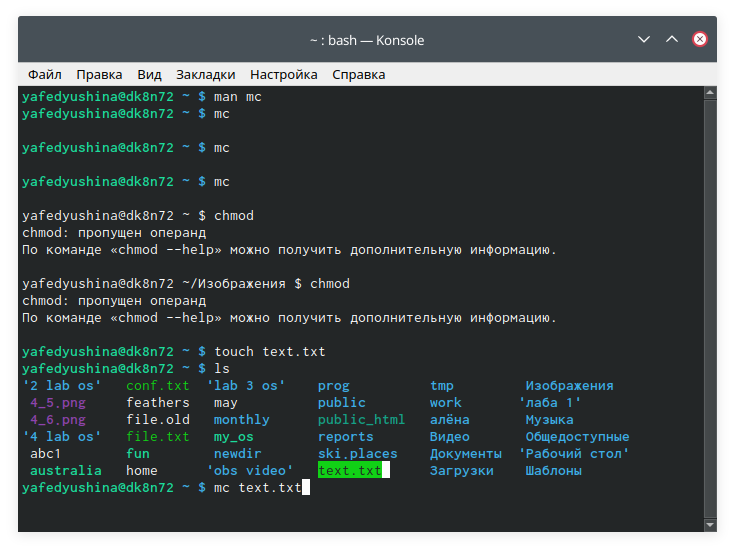 ~ : bash — Konsole
Файл Правка Вид Закладки Настройка Справка
yafedyushina@dk8n72 ~ $ man mc
yafedyushina@dk8n72 ~ $ mc
yafedyushina@dk8n72 ~ $ mc
yafedyushina@dk8n72 ~ $ mc
yafedyushina@dk8n72 ~ $ chmod
chmod: пропущен операнд
По команде «chmod --help» можно получить дополнительную информацию.
yafedyushina@dk8n72 ~/Изображения $ chmod
chmod: пропущен операнд
По команде «chmod --help» можно получить дополнительную информацию.
yafedyushina@dk8n72 ~ $ touch text.txt
yafedyushina@dk8n72 ~ $ ls
'2 lab os' conf.txt 'lab 3 os' prog tmp Изображения
4_5.png feathers may public work 'лаба 1'
4_6.png file.old monthly public_html алёна Музыка
'4 lab os' file.txt my_os reports Видео Общедоступные
abc1 fun newdir ski.places Документы 'Рабочий стол'
australia home 'obs video' text.txt Загрузки Шаблоны
yafedyushina@dk8n72 ~ $ mc text.txt